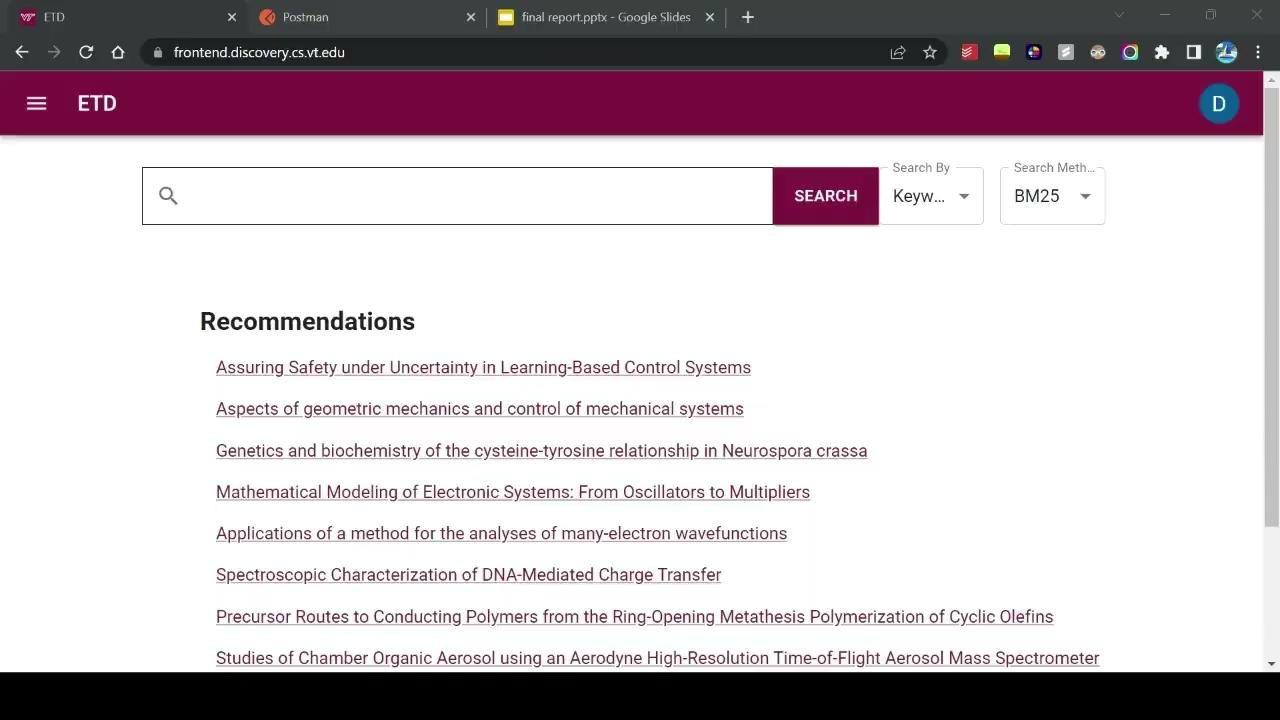 ETD
Postman
final report.pptx - Google Slides
frontend.discovery.cs.vt.edu
ETD
D
Search By
Search Meth...
SEARCH
Keyw...
BM25
Recommendations
Assuring Safety under Uncertainty in Learning-Based Control Systems
Aspects of geometric mechanics and control of mechanical systems
Genetics and biochemistry of the cysteine-tyrosine relationship in Neurospora crassa
Mathematical Modeling of Electronic Systems: From Oscillators to Multipliers
Applications of a method for the analyses of many-electron wavefunctions
Spectroscopic Characterization of DNA-Mediated Charge Transfer
Precursor Routes to Conducting Polymers from the Ring-Opening Metathesis Polymerization of Cyclic Olefins
Studies of Chamber Organic Aerosol using an Aerodyne High-Resolution Time-of-Flight Aerosol Mass Spectrometer